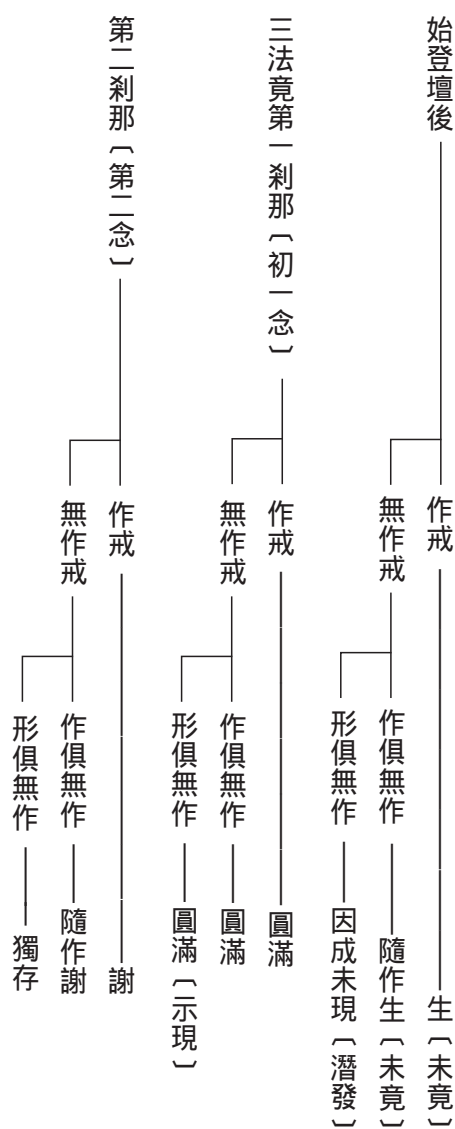 始登壇後
作戒
生〔未竟〕
無作戒
作俱無作
隨作生〔未竟〕
形俱無作
因成未現〔潛發〕
三法竟第一剎那〔初一念〕
作戒
圓滿
無作戒
作俱無作
圓滿
形俱無作
圓滿〔示現〕
第二剎那〔第二念〕
作戒
謝
無作戒
作俱無作
隨作謝
形俱無作
獨存